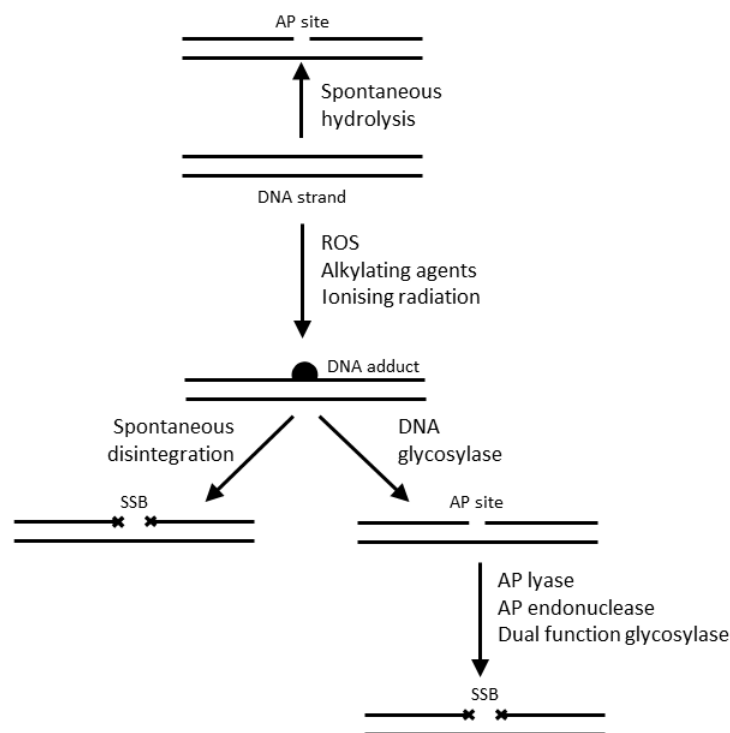 AP site
Spontaneous
hydrolysis
DNA strand
ROS
Alkylating agents
Ionising radiation
DNA adduct
Spontaneous
disintegration
DNA
glycosylase
SSB
AP site
AP lyase
AP endonuclease
Dual function glycosylase
SSB